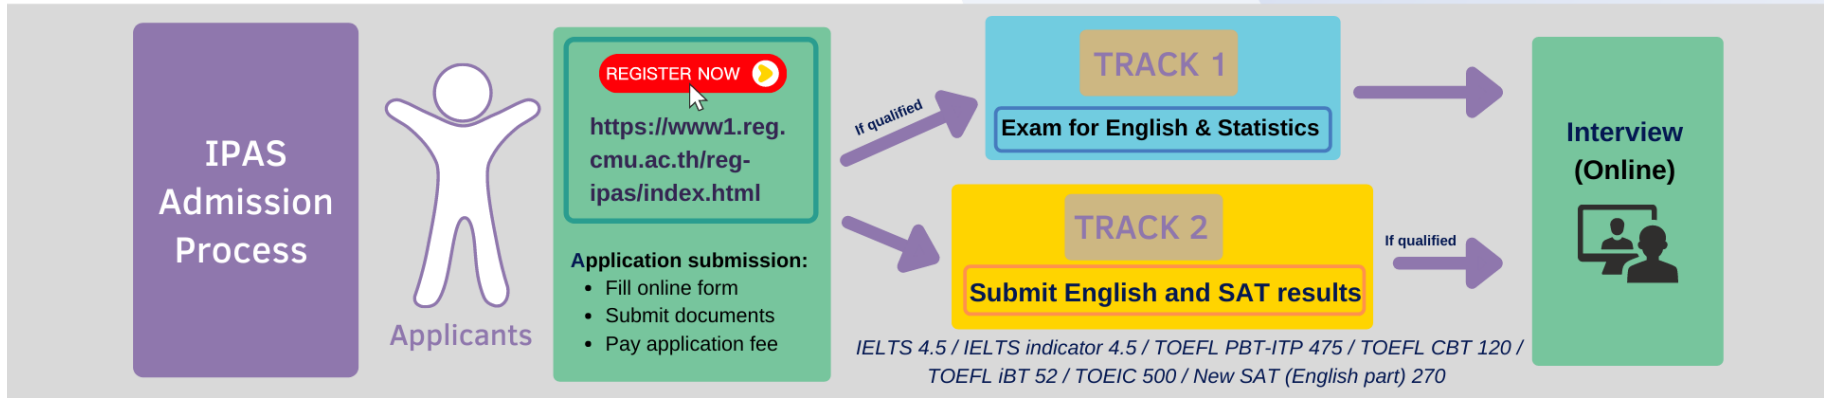 IPAS
Admission
Process
Applicants
REGISTER NOW
https://www1.reg.
cmu.ac.th/reg-
ipas/index.html
Application submission:
• Fill online form
• Submit documents
• Pay application fee
If qualified
TRACK 1
Exam for English & Statistics
TRACK 2
Submit English and SAT results
IELTS 4.5 / IELTS indicator 4.5 / TOEFL PBT-ITP 475 / TOEFL CBT 120 /
TOEFL iBT 52 / TOEIC 500 / New SAT (English part) 270
If qualified
Interview
(Online)